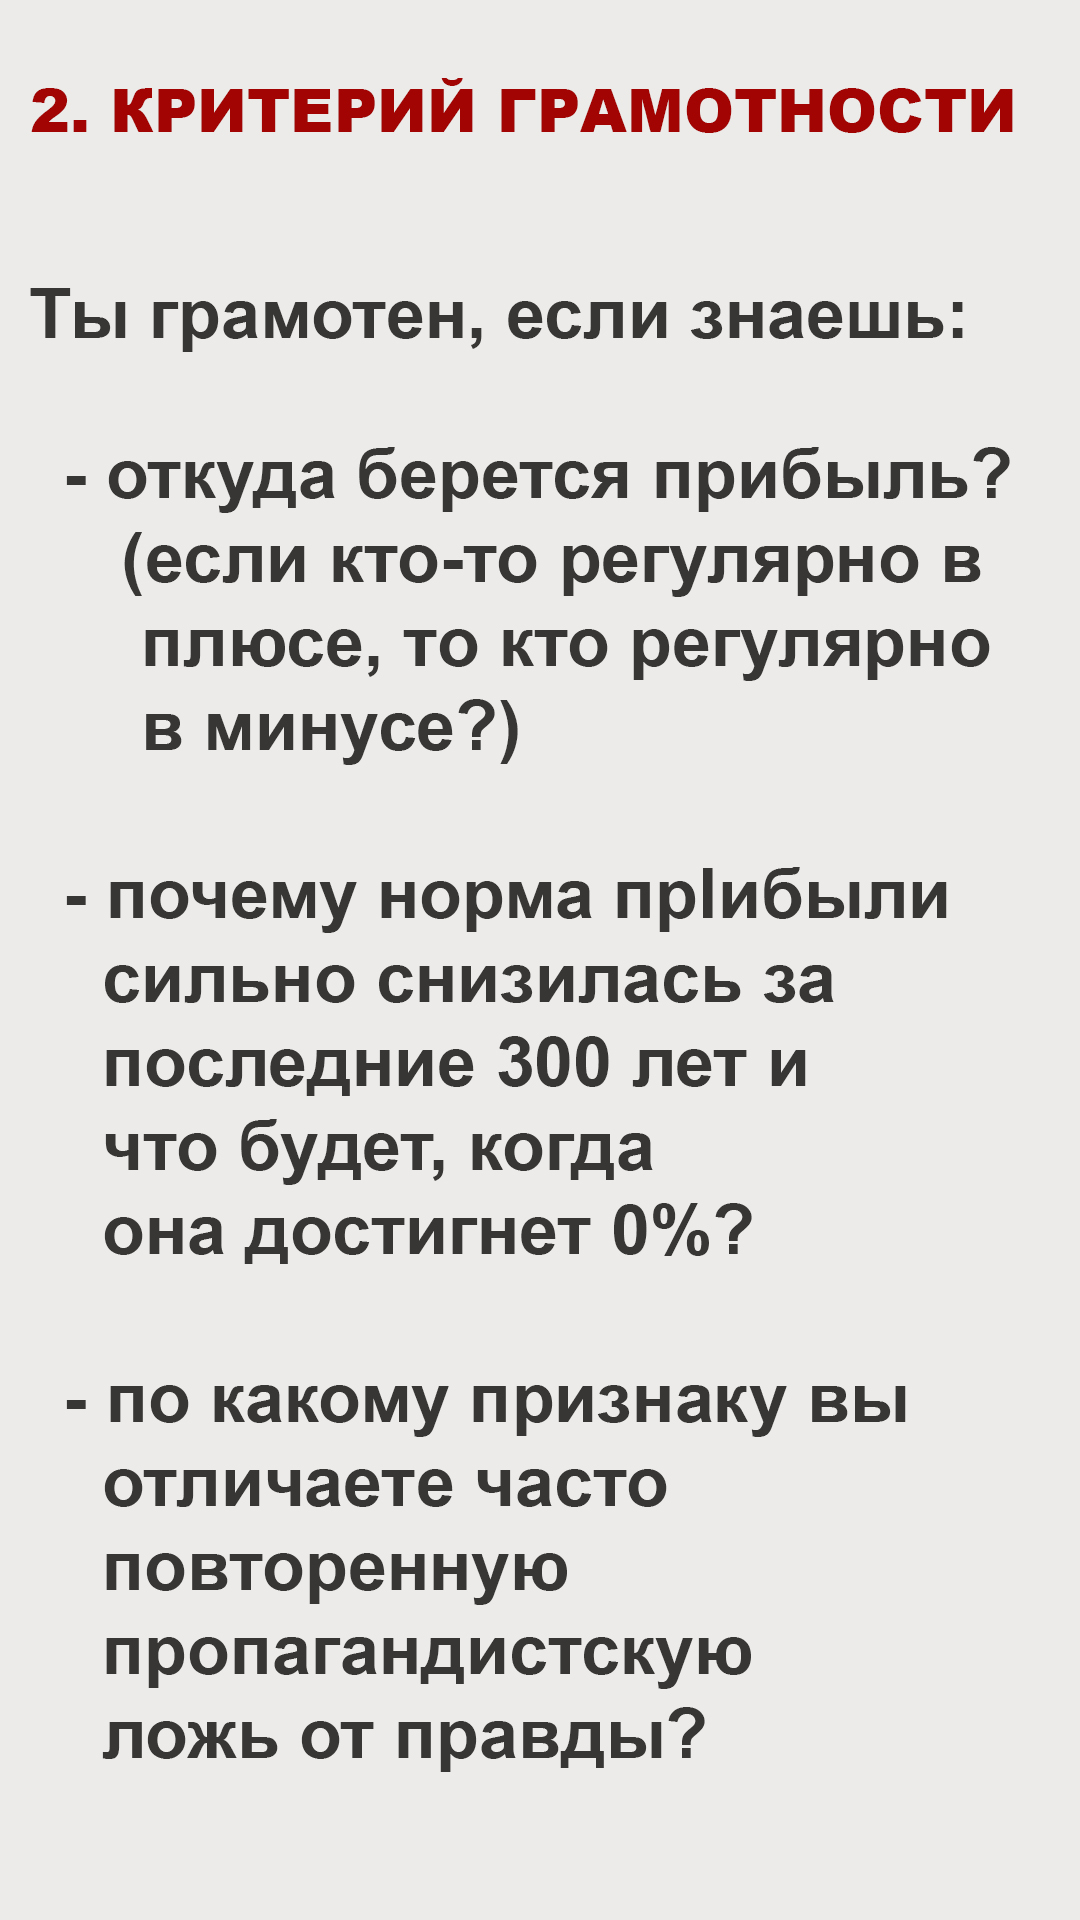 2. КРИТЕРИЙ ГРАМОТНОСТИ
Ты грамотен, если знаешь:
- откуда берется прибыль?
(если кто-то регулярно в
плюсе, то кто регулярно
в минусе?)
- почему норма прlибыли
сильно снизилась за
последние 300 лет и
что будет, когда
она достигнет 0%?
- по какому признаку вы
отличаете часто
повторенную
пропагандистскую
ложь от правды?